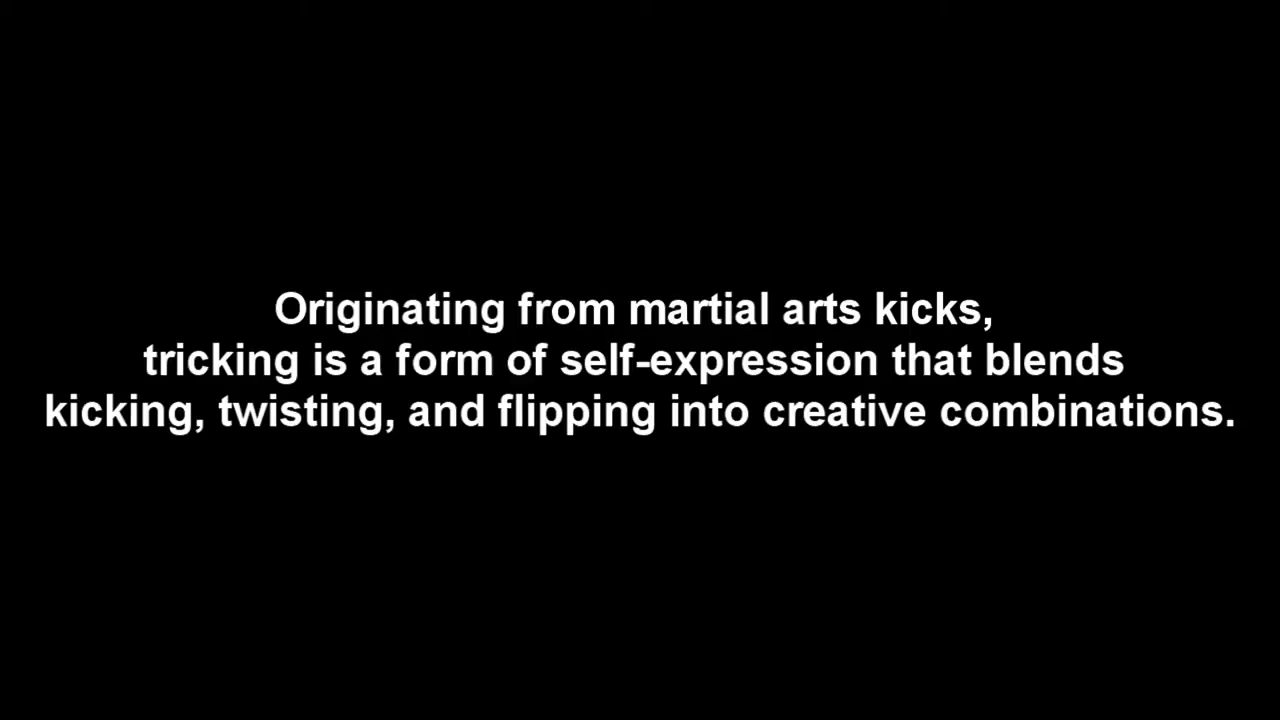 Originating from martial arts kicks,
tricking is a form of self-expression that blends
kicking, twisting, and flipping into creative combinations.